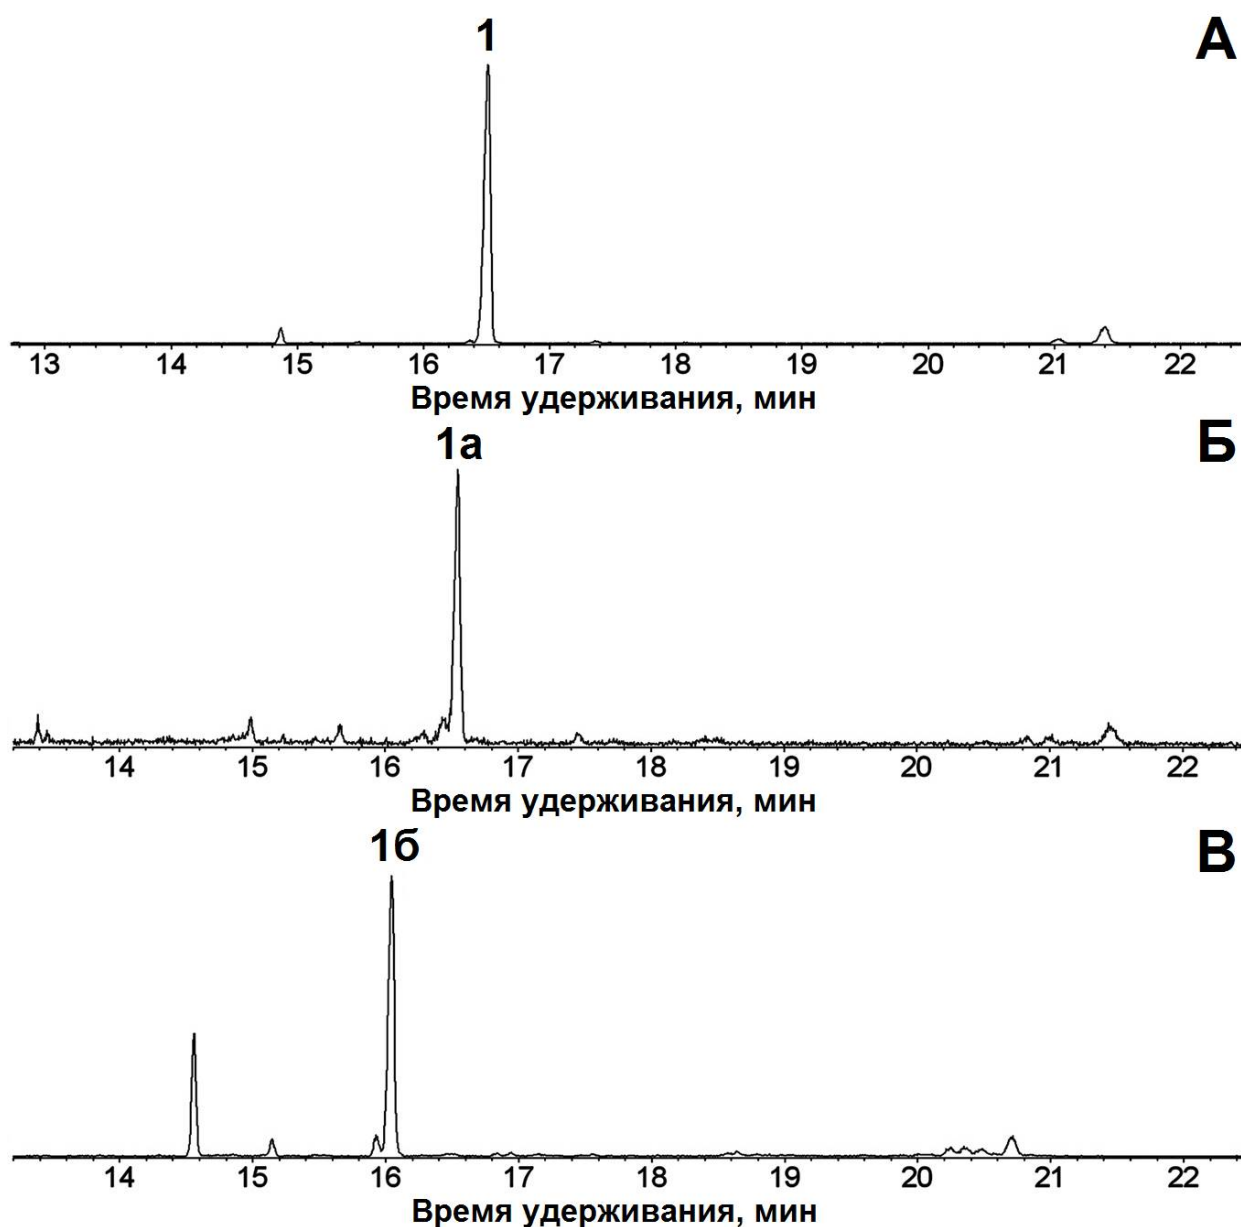 1
А
13 14 15 16 17 18 19 20 21 22
Время удерживания, мин
1а
Б
14 15 16 17 18 19 20 21 22
Время удерживания, мин
1б
В
14 15 16 17 18 19 20 21 22
Время удерживания, мин